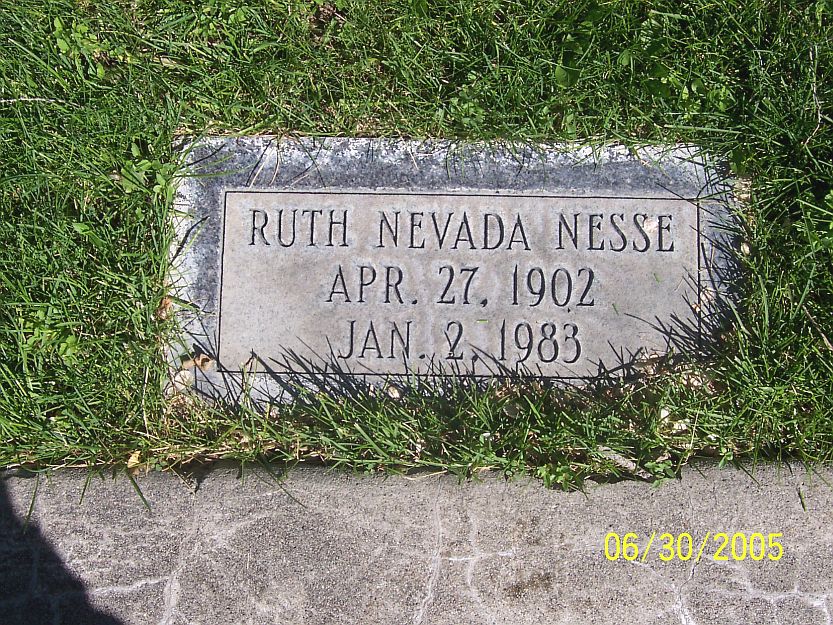 RUTH NEVADA NESSE
APR. 27, 1902
JAN. 2, 1983
06/30/2005